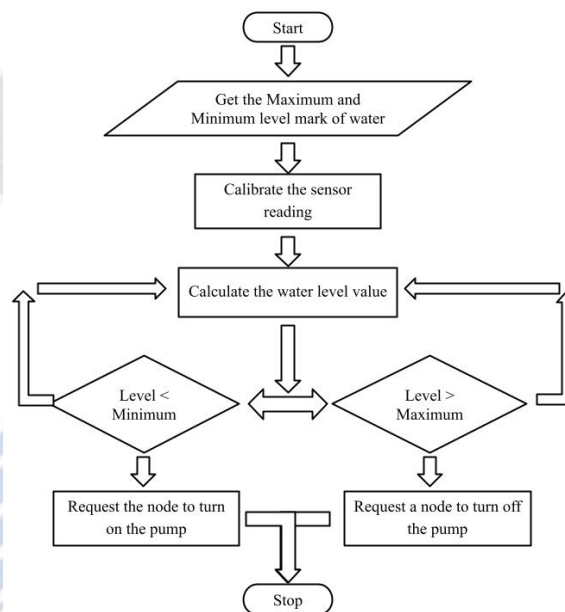 Start
Get the Maximum and
Minimum level mark of water
Calibrate the sensor
reading
Calculate the water level value
Level <
Minimum
Level >
Maximum
Request the node to turn
on the pump
Request a node to turn off
the pump
Stop